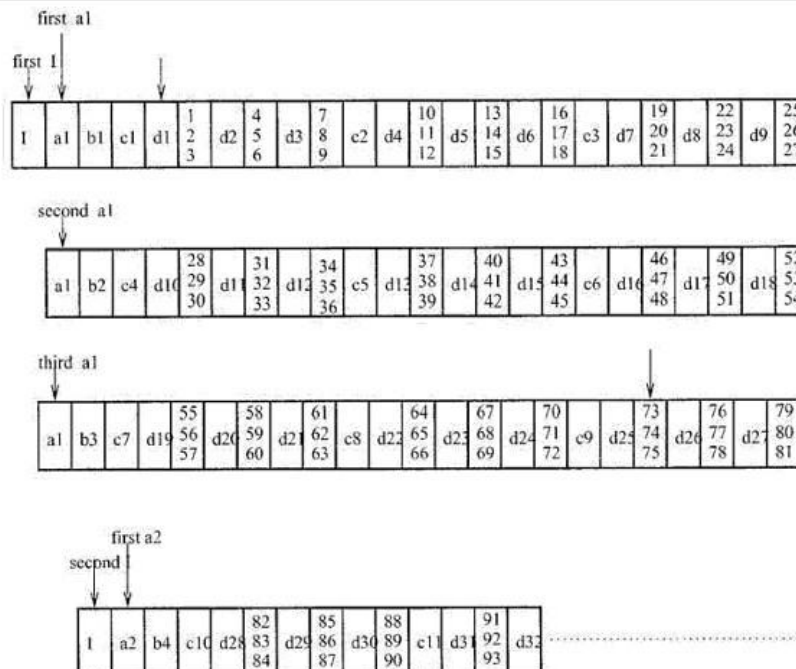 first a1
first I
1 4 7 10 13 16 19 22 25
I a1 b1 c1 d1 2 d2 5 d3 8 c2 d4 11 d5 14 d6 17 c3 d7 20 d8 23 d9 26
3 6 9 12 15 18 21 24 27
second a1
28 31 34 37 40 43 46 49 52
a1 b2 c4 d10 29 d11 32 d12 35 c5 d13 38 d14 41 d15 44 c6 d16 47 d17 50 d18 53
30 33 36 39 42 45 48 51 54
third a1
55 58 61 64 67 70 73 76 79
a1 b3 c7 d19 56 d20 59 d21 62 c8 d22 65 d23 68 d24 71 c9 d25 74 d26 77 d27 80
57 60 63 66 69 72 75 78 81
first a2
second I
82 85 88 91
I a2 b4 c10 d28 83 d29 86 d30 89 c11 d31 92 d32
84 87 90 93